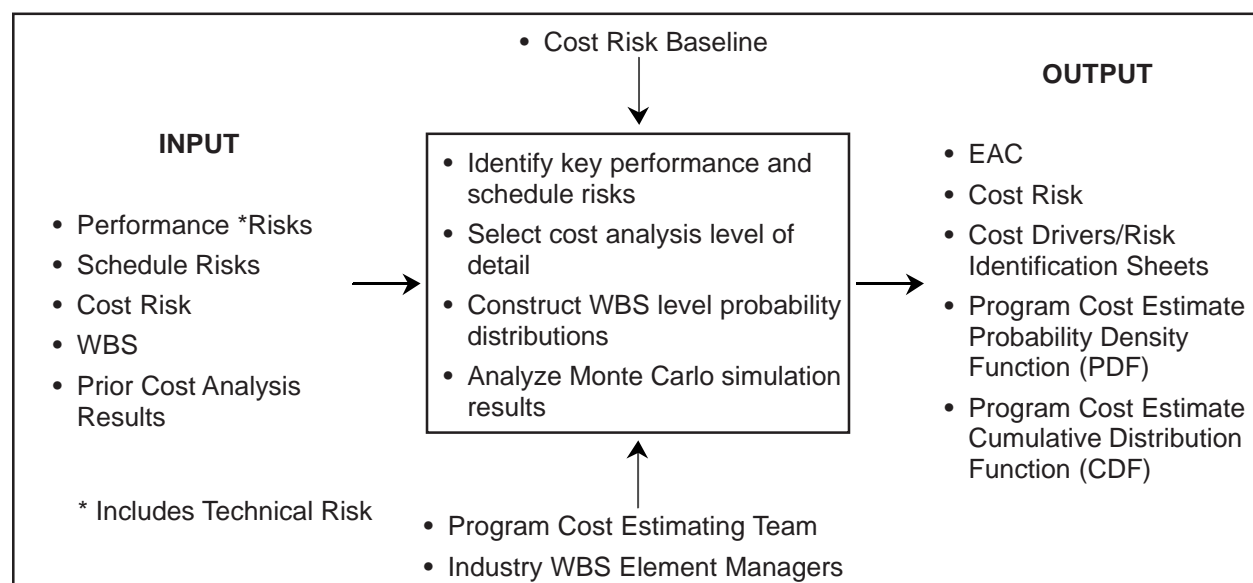 • Cost Risk Baseline
INPUT
• Performance *Risks
• Schedule Risks
• Cost Risk
• WBS
• Prior Cost Analysis
Results
* Includes Technical Risk
• Identify key performance and
schedule risks
• Select cost analysis level of
detail
• Construct WBS level probability
distributions
• Analyze Monte Carlo simulation
results
• Program Cost Estimating Team
• Industry WBS Element Managers
OUTPUT
• EAC
• Cost Risk
• Cost Drivers/Risk
Identification Sheets
• Program Cost Estimate
Probability Density
Function (PDF)
• Program Cost Estimate
Cumulative Distribution
Function (CDF)